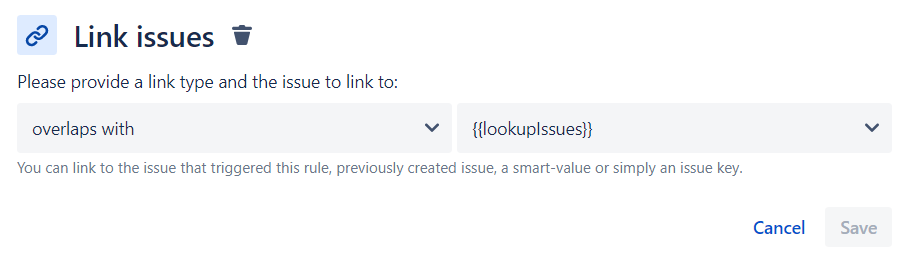 Link issues
Please provide a link type and the issue to link to:
overlaps with
{{lookupIssues}}
You can link to the issue that triggered this rule, previously created issue, a smart-value or simply an issue key.
Cancel
Save